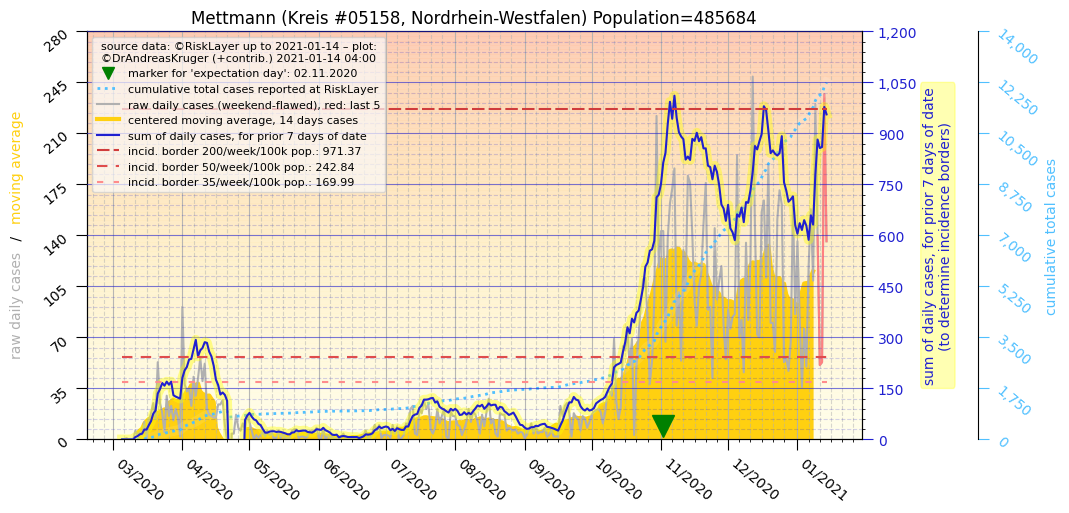 Mettmann (Kreis #05158, Nordrhein-Westfalen) Population=485684
source data: ©RiskLayer up to 2021-01-14 – plot:
©DrAndreasKruger (+contrib.) 2021-01-14 04:00
marker for 'expectation day': 02.11.2020
cumulative total cases reported at RiskLayer
raw daily cases (weekend-flawed), red: last 5
centered moving average, 14 days cases
sum of daily cases, for prior 7 days of date
incid. border 200/week/100k pop.: 971.37
incid. border 50/week/100k pop.: 242.84
incid. border 35/week/100k pop.: 169.99
raw daily cases / moving average
280
245
210
175
140
105
70
35
0
03/2020
04/2020
05/2020
06/2020
07/2020
08/2020
09/2020
10/2020
11/2020
12/2020
01/2021
1,200
1,050
900
750
600
450
300
150
0
sum of daily cases, for prior 7 days of date
(to determine incidence borders)
14,000
12,250
10,500
8,750
7,000
5,250
3,500
1,750
0
cumulative total cases